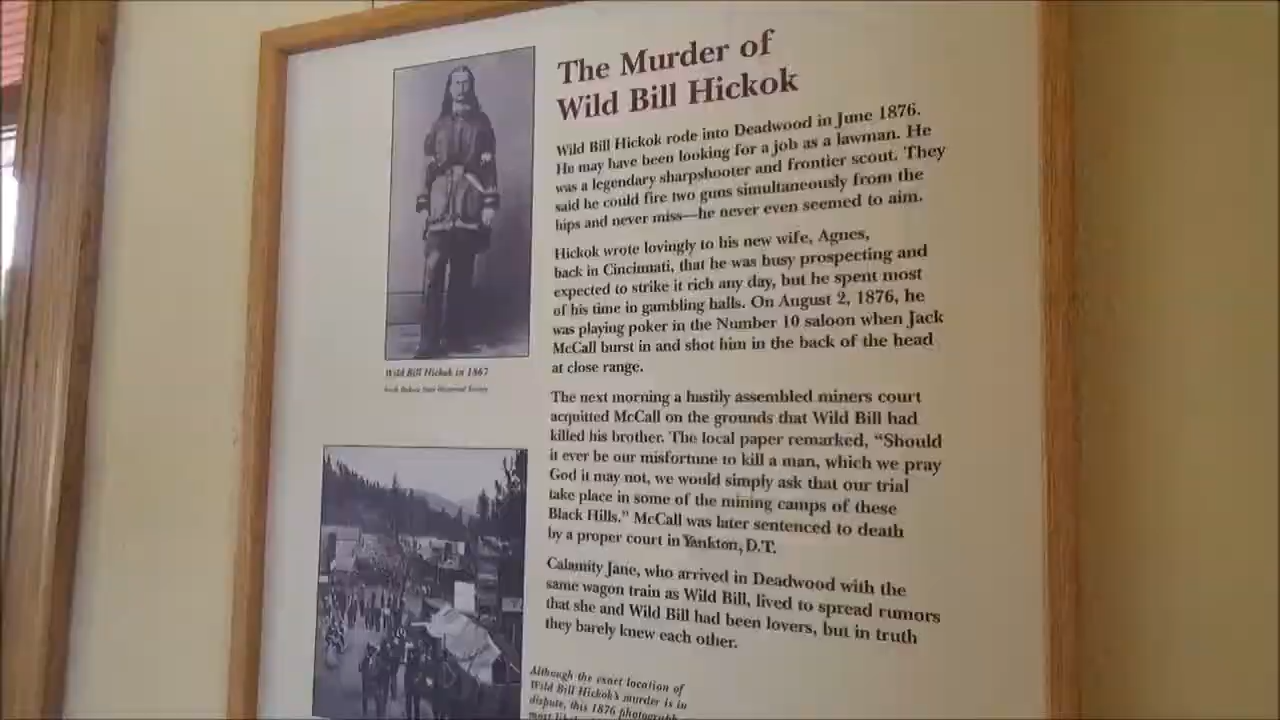 The Murder of
Wild Bill Hickok
Wild Bill Hickok rode into Deadwood in June 1876.
He may have been looking for a job as a lawman. He
was a legendary sharpshooter and frontier scout. They
said he could fire two guns simultaneously from the
hips and never miss—he never even seemed to aim.
Hickok wrote lovingly to his new wife, Agnes,
back in Cincinnati, that he was busy prospecting and
expected to strike it rich any day, but he spent most
of his time in gambling halls. On August 2, 1876, he
was playing poker in the Number 10 saloon when Jack
McCall burst in and shot him in the back of the head
at close range.
The next morning a hastily assembled miners court
acquitted McCall on the grounds that Wild Bill had
killed his brother. The local paper remarked, “Should
it ever be our misfortune to kill a man, which we pray
God it may not, we would simply ask that our trial
take place in some of the mining camps of these
Black Hills.” McCall was later sentenced to death
by a proper court in Yankton, D.T.
Calamity Jane, who arrived in Deadwood with the
same wagon train as Wild Bill, lived to spread rumors
that she and Wild Bill had been lovers, but in truth
they barely knew each other.
Wild Bill Hickok in 1867
State Historical Society
Although the exact location of
Wild Bill Hickok's murder is in
dispute, this 1876 photograph
most